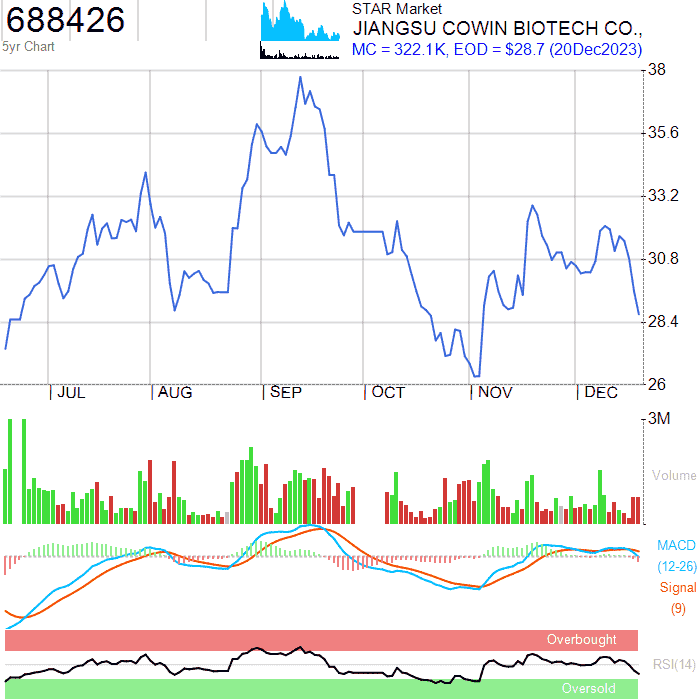 688426
5yr Chart
STAR Market
JIANGSU COWIN BIOTECH CO.,
MC = 322.1K, EOD = $28.7 (20Dec2023)
38
35.6
33.2
30.8
28.4
26
JUL AUG SEP OCT NOV DEC
3M
Volume
MACD
(12-26)
Signal
(9)
Overbought
RSI(14)
Oversold